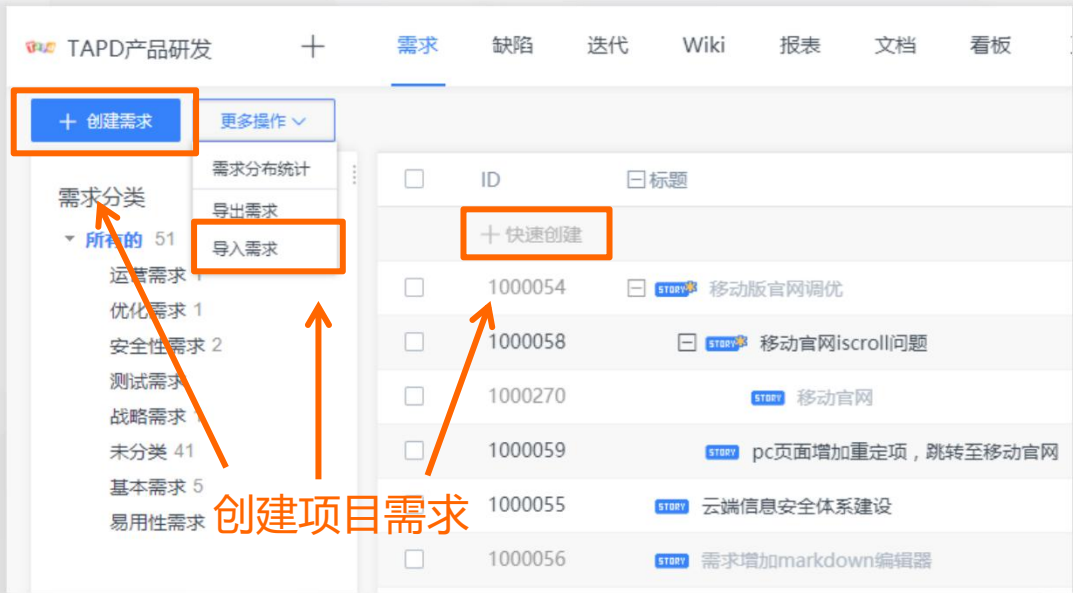 TAPD产品研发 需求 缺陷 迭代 Wiki 报表 文档 看板
创建需求 更多操作
需求分布统计
导出需求
导入需求
需求分类
所有的 51
运营需求 1
优化需求 1
安全性需求 2
测试需求
战略需求
未分类 41
基本需求 5
易用性需求
ID 标题
快速创建
1000054 STORY 移动版官网调优
1000058 STORY 移动官网iscroll问题
1000270 STORY 移动官网
1000059 STORY pc页面增加重定项，跳转至移动官网
1000055 STORY 云端信息安全体系建设
1000056 STORY 需求增加markdown编辑器
创建项目需求